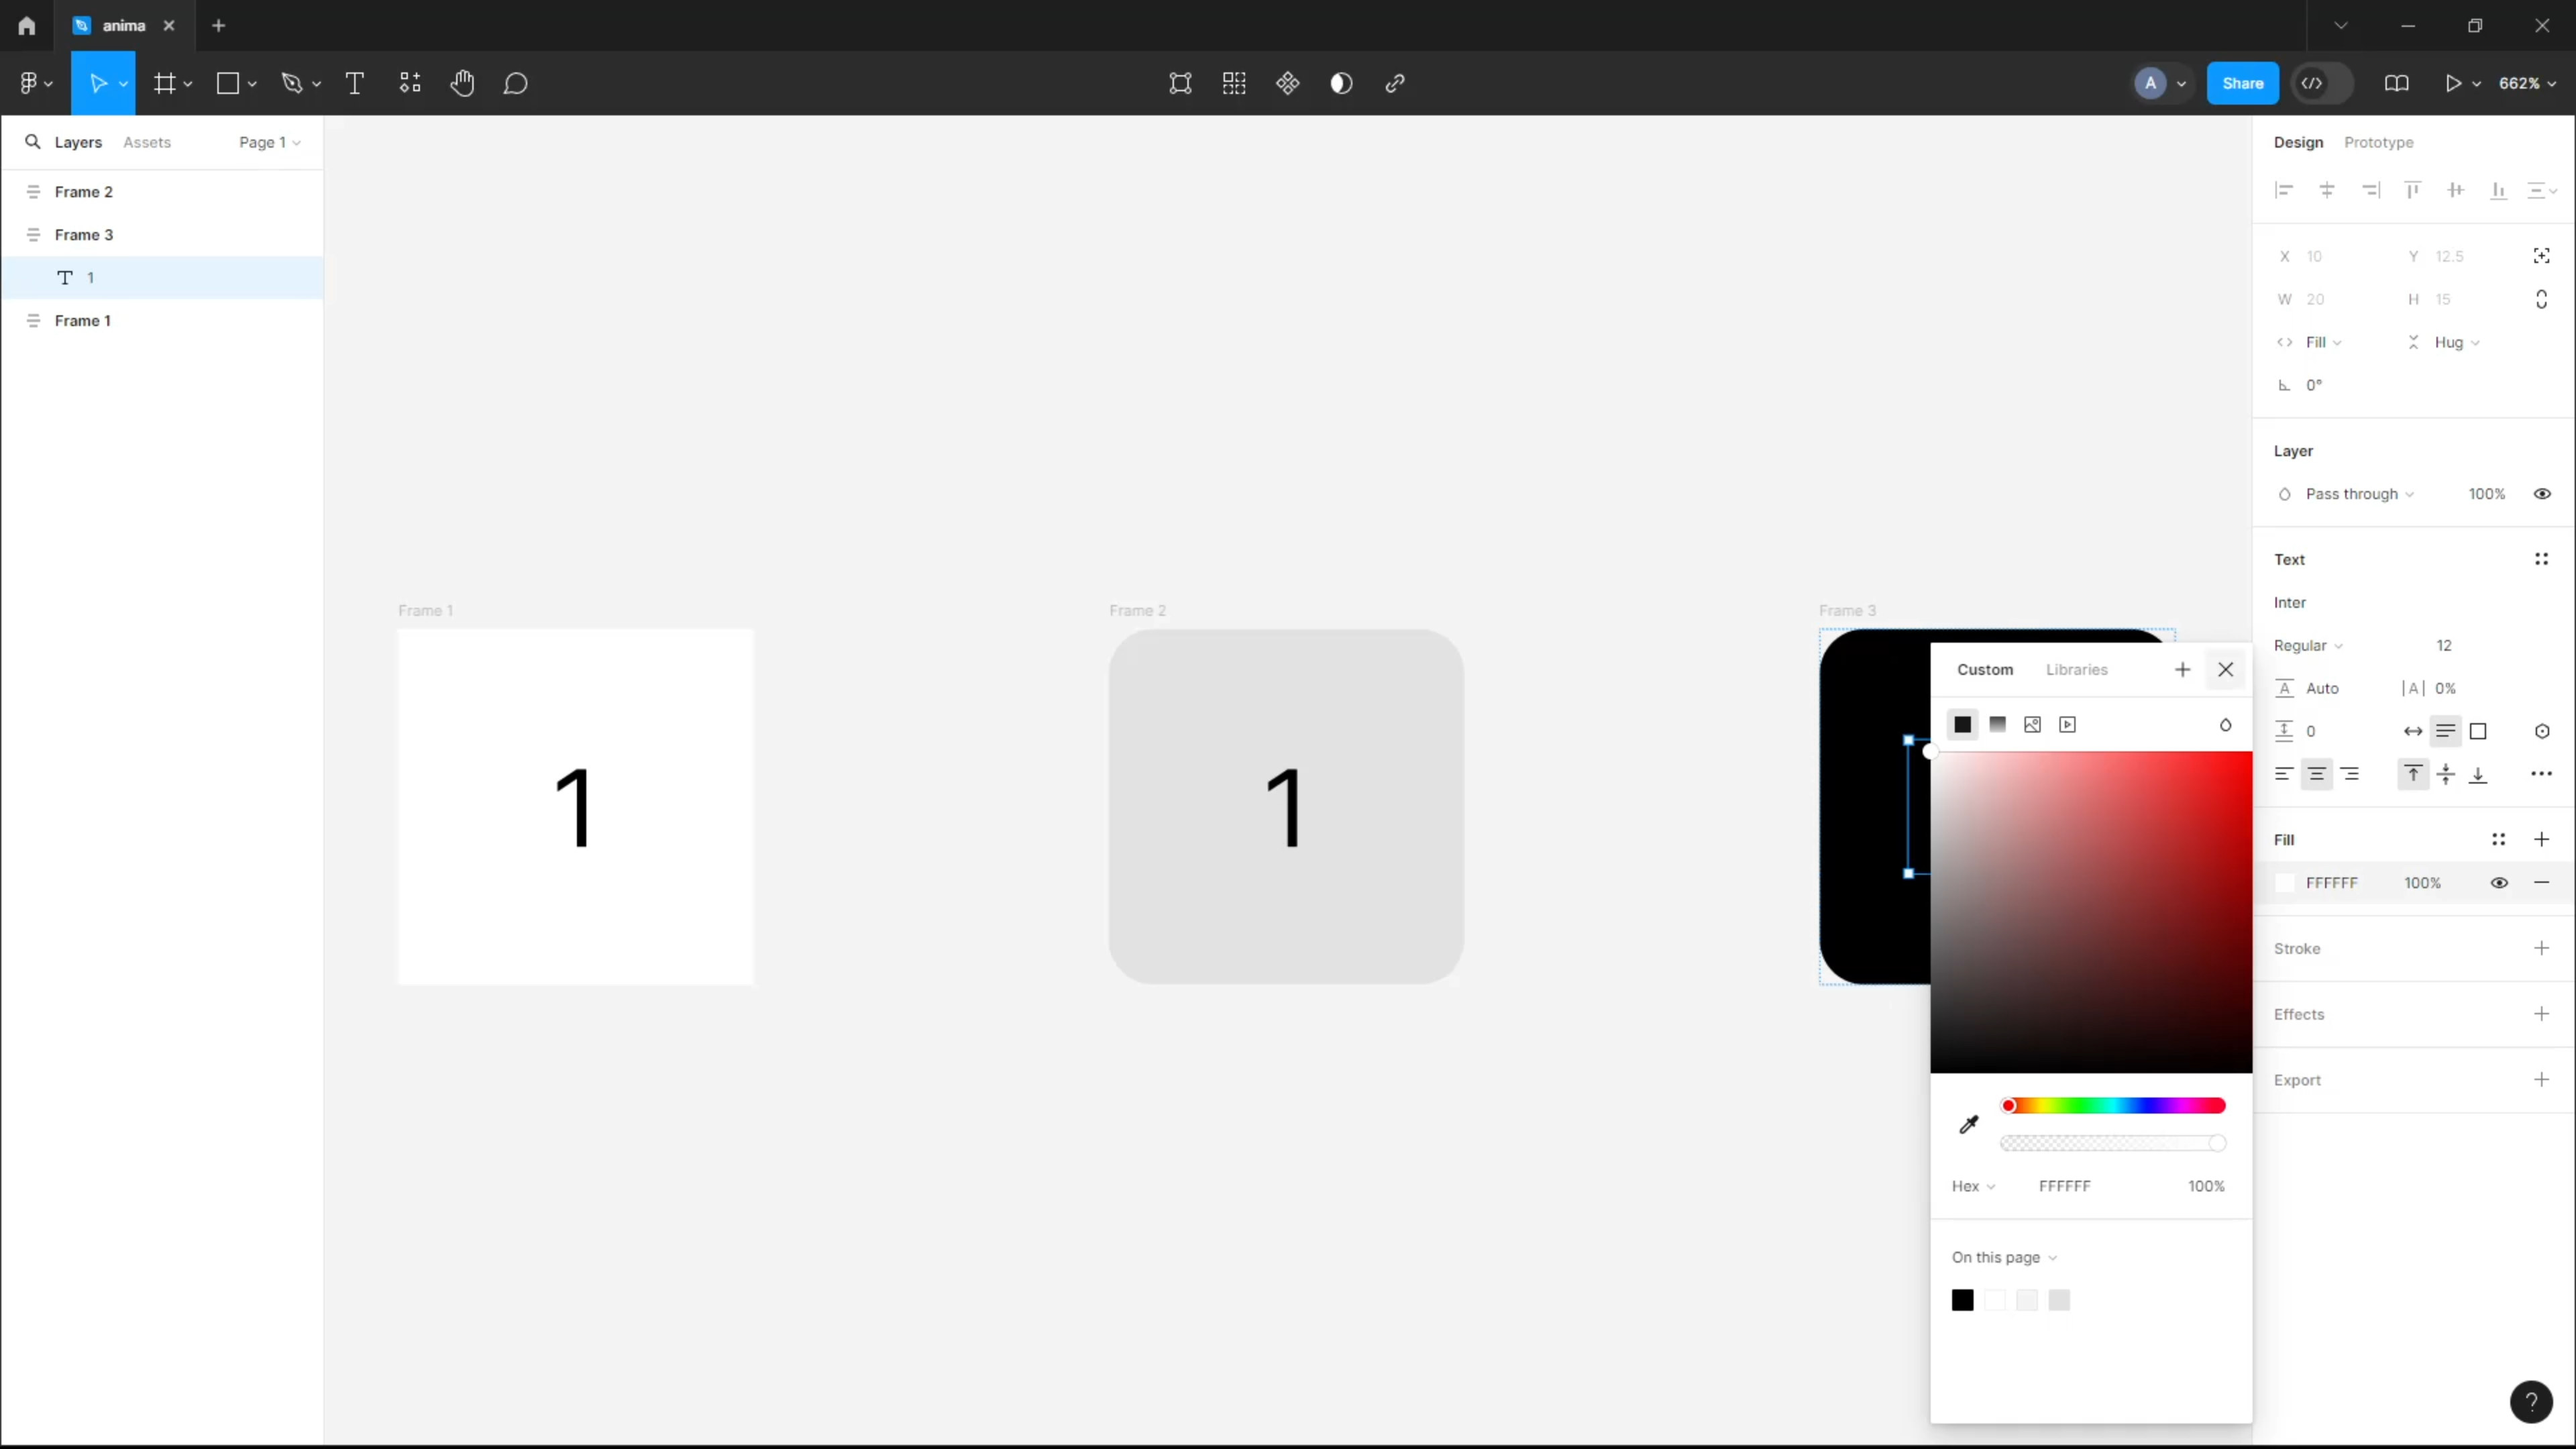 anima
A
Share
662%
Layers Assets Page 1
Frame 2
Frame 3
1
Frame 1
Frame 1
1
Frame 2
1
Frame 3
Custom Libraries
Hex FFFFFF 100%
On this page
Design Prototype
X 10 Y 12.5
W 20 H 15
Fill Hug
0°
Layer
Pass through 100%
Text
Inter
Regular 12
A Auto |A| 0%
0
Fill
FFFFFF 100%
Stroke
Effects
Export
?